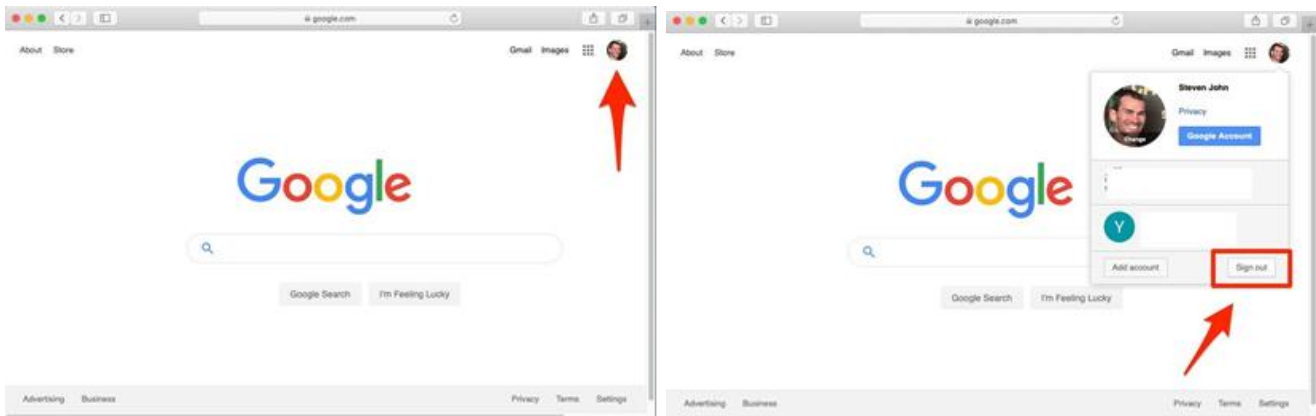 google.com
About Store Gmail Images
Google
Google Search I'm Feeling Lucky
Advertising Business Privacy Terms Settings
google.com
About Store Gmail Images
Steven John
Privacy
Change
Google Account
Google
Y
Add account Sign out
Google Search I'm Feeling Lucky
Advertising Business Privacy Terms Settings